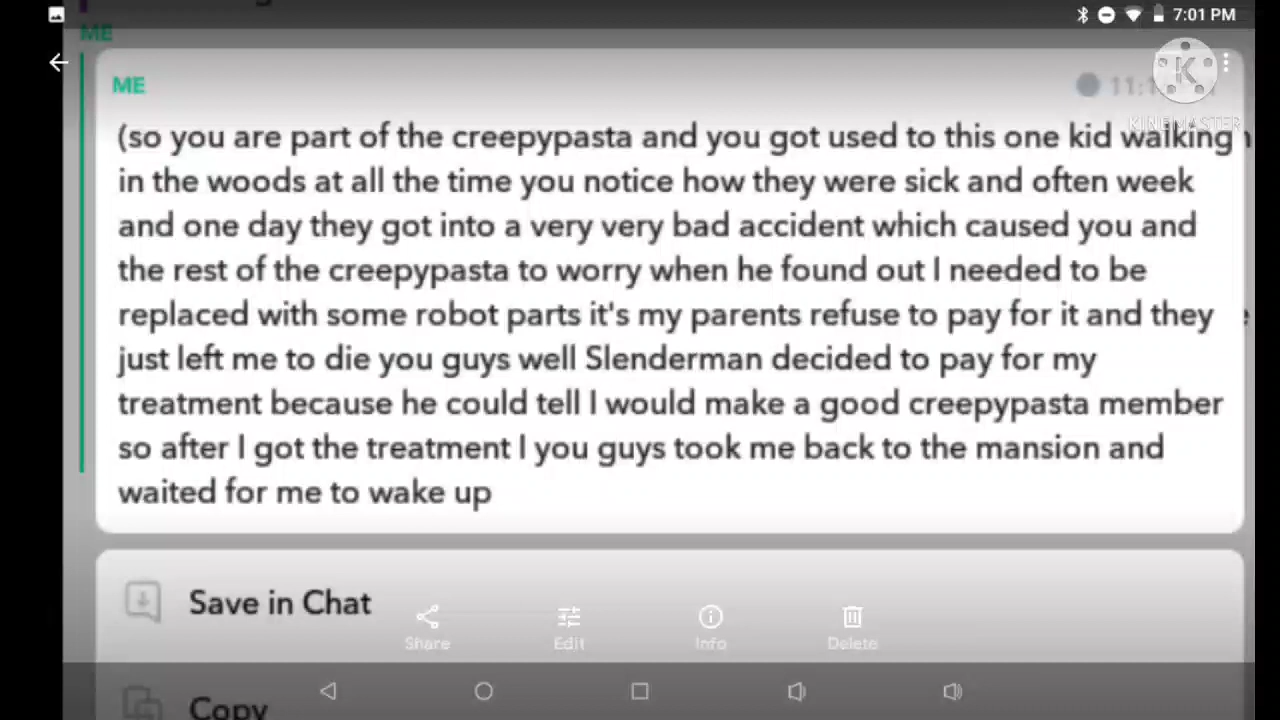 7:01 PM
ME
ME
11:1
KINEMASTER
(so you are part of the creepypasta and you got used to this one kid walking
in the woods at all the time you notice how they were sick and often week
and one day they got into a very very bad accident which caused you and
the rest of the creepypasta to worry when he found out I needed to be
replaced with some robot parts it's my parents refuse to pay for it and they
just left me to die you guys well Slenderman decided to pay for my
treatment because he could tell I would make a good creepypasta member
so after I got the treatment I you guys took me back to the mansion and
waited for me to wake up
Save in Chat
Share
Edit
Info
Delete
Copy